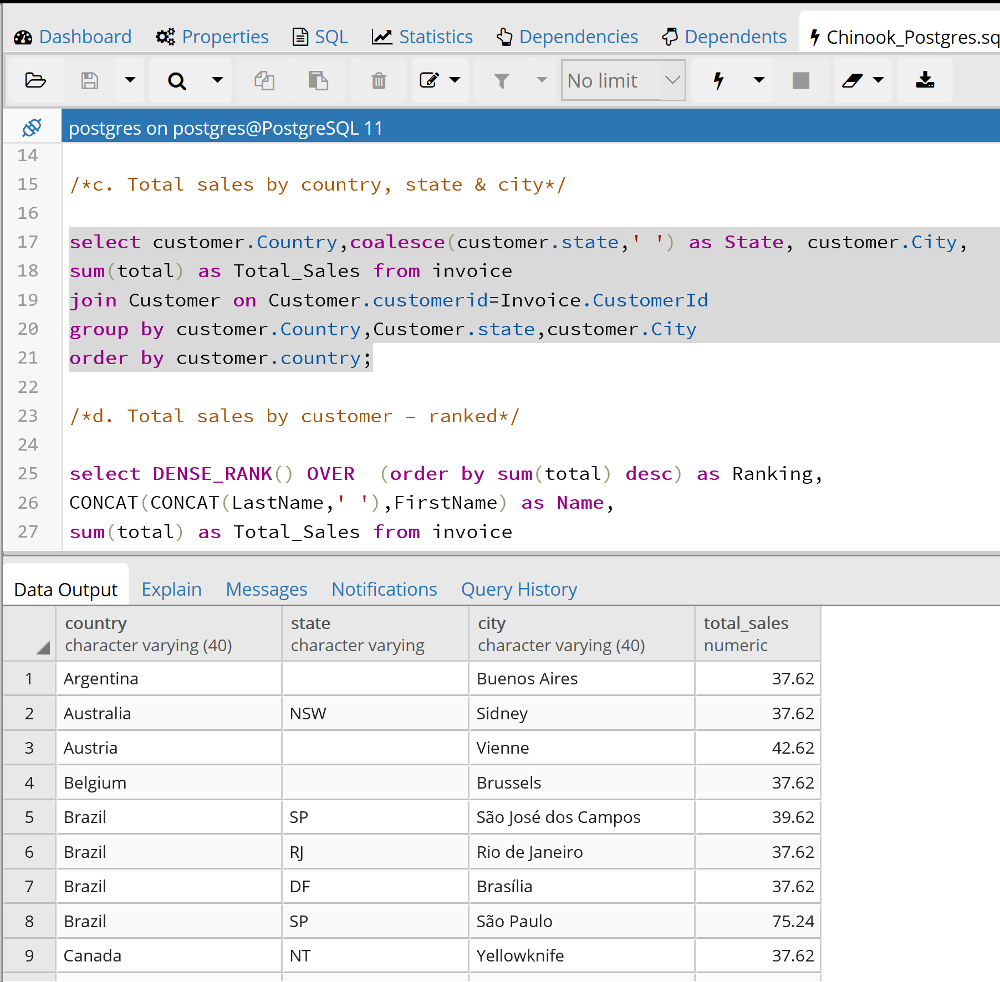 Dashboard Properties SQL Statistics Dependencies Dependents Chinook_Postgres.sq
No limit
postgres on postgres@PostgreSQL 11
14
15 /*c. Total sales by country, state & city*/
16
17 select customer.Country,coalesce(customer.state,' ') as State, customer.City,
18 sum(total) as Total_Sales from invoice
19 join Customer on Customer.customerid=Invoice.CustomerId
20 group by customer.Country,Customer.state,customer.City
21 order by customer.country;
22
23 /*d. Total sales by customer – ranked*/
24
25 select DENSE_RANK() OVER  (order by sum(total) desc) as Ranking,
26 CONCAT(CONCAT(LastName,' '),FirstName) as Name,
27 sum(total) as Total_Sales from invoice
Data Output Explain Messages Notifications Query History
country state city total_sales
character varying (40) character varying character varying (40) numeric
1 Argentina Buenos Aires 37.62
2 Australia NSW Sidney 37.62
3 Austria Vienne 42.62
4 Belgium Brussels 37.62
5 Brazil SP São José dos Campos 39.62
6 Brazil RJ Rio de Janeiro 37.62
7 Brazil DF Brasília 37.62
8 Brazil SP São Paulo 75.24
9 Canada NT Yellowknife 37.62